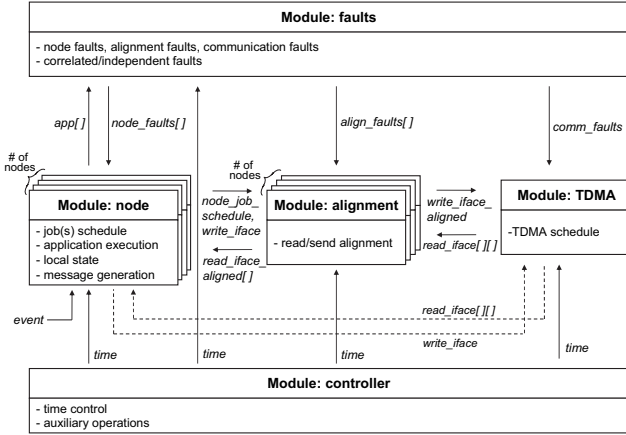 Module: faults
- node faults, alignment faults, communication faults
- correlated/independent faults
app[ ]
node_faults[ ]
align_faults[ ]
comm_faults
# of
nodes
Module: node
- job(s) schedule
- application execution
- local state
- message generation
node_job_
schedule,
write_iface
read_iface_
aligned[ ]
# of
nodes
Module: alignment
- read/send alignment
write_iface_
aligned
read_iface[ ][ ]
Module: TDMA
-TDMA schedule
event
read_iface[ ][ ]
write_iface
time
time
time
time
Module: controller
- time control
- auxiliary operations